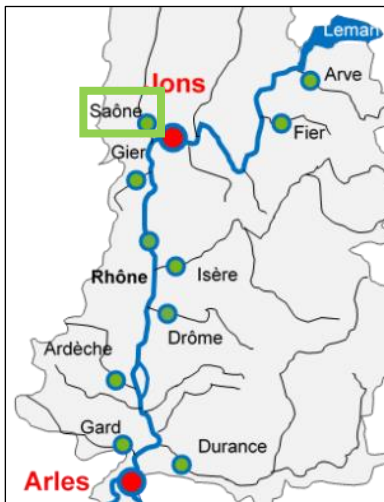 Leman
Jons
Arve
Saône
Fier
Gier
Rhône
Isère
Drôme
Ardèche
Gard
Durance
Arles